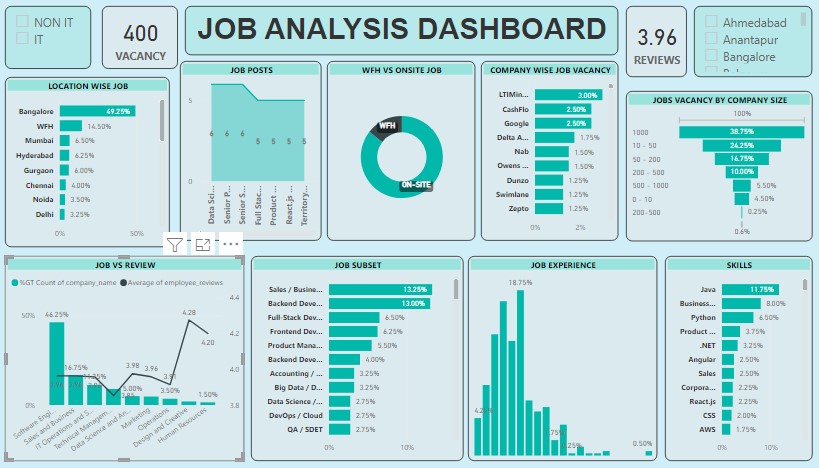 NON IT
IT
400
VACANCY
JOB ANALYSIS DASHBOARD
3.96
REVIEWS
Ahmedabad
Anantapur
Bangalore
LOCATION WISE JOB
Bangalore 49.25%
WFH 14.50%
Mumbai 6.50%
Hyderabad 6.25%
Gurgaon 6.00%
Chennai 4.00%
Noida 3.50%
Delhi 3.25%
0% 50%
JOB POSTS
5
0
6 6 6 5 5 5 5
Data Sci...
Senior P...
Senior S...
Full Stac...
Product ...
React.js ...
Territory...
WFH VS ONSITE JOB
WFH
ON-SITE
COMPANY WISE JOB VACANCY
LTIMin... 3.00%
CashFlo 2.50%
Google 2.50%
Delta A... 1.75%
Nab 1.50%
Owens ... 1.50%
Dunzo 1.25%
Swimlane 1.25%
Zepto 1.25%
0% 2%
JOBS VACANCY BY COMPANY SIZE
100%
1000 38.75%
10 - 50 24.25%
50 - 200 16.75%
200 - 500 10.00%
500 - 1000 5.50%
0 - 10 4.50%
200-500 0.25%
0.6%
JOB VS REVIEW
%GT Count of company_name Average of employee_reviews
50%
0%
4.4
4.2
4.0
3.8
46.25%
16.75%
5.00%
3.50%
1.50%
3.98
3.96
3.91
4.28
4.20
Software Engi...
Sales and Business
IT Operations and S...
Technical Managem...
Data Science and An...
Marketing
Operations
Design and Creative
Human Resources
JOB SUBSET
Sales / Busine... 13.25%
Backend Deve... 13.00%
Full-Stack Dev... 6.50%
Frontend Dev... 6.25%
Product Mana... 5.50%
Backend Deve... 4.00%
Accounting / ... 3.25%
Big Data / D... 3.25%
Data Science /... 2.75%
DevOps / Cloud 2.75%
QA / SDET 2.75%
0% 10%
JOB EXPERIENCE
18.75%
0.50%
SKILLS
Java 11.75%
Business... 8.00%
Python 6.50%
Product ... 3.75%
.NET 3.25%
Angular 2.50%
Sales 2.50%
Corpora... 2.25%
React.js 2.25%
CSS 2.00%
AWS 1.75%
0% 10%